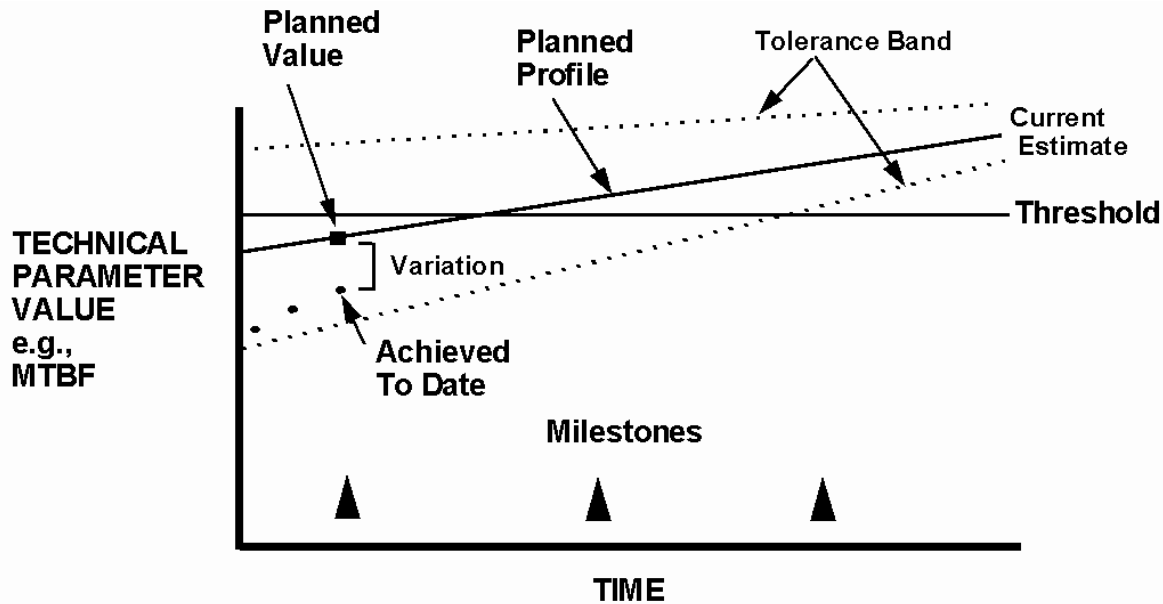 Planned
Value
Planned
Profile
Tolerance Band
Current
Estimate
Threshold
TECHNICAL
PARAMETER
VALUE
e.g.,
MTBF
Variation
Achieved
To Date
Milestones
TIME